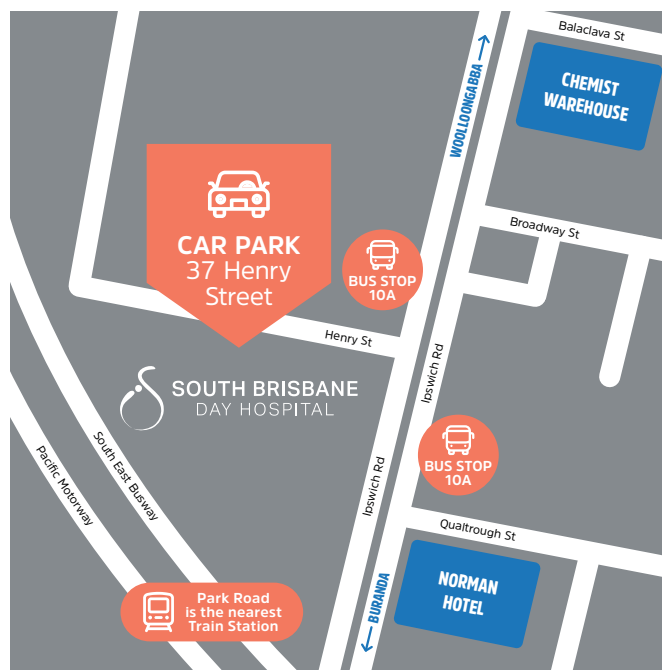 Balaclava St
CHEMIST
WAREHOUSE
WOOLLOONGABBA
CAR PARK
37 Henry
Street
Broadway St
BUS STOP
10A
Henry St
Ipswich Rd
SOUTH BRISBANE
DAY HOSPITAL
BUS STOP
10A
Pacific Motorway
South East Busway
Ipswich Rd
Qualtrough St
NORMAN
HOTEL
BURANDA
Park Road
is the nearest
Train Station